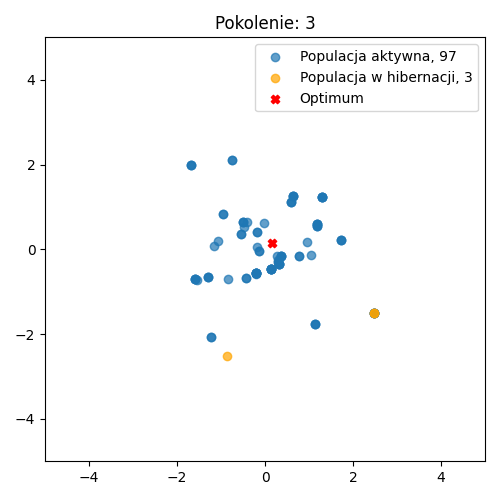 Pokolenie: 3
Populacja aktywna, 97
Populacja w hibernacji, 3
Optimum
4
2
0
−2
−4
−4
−2
0
2
4